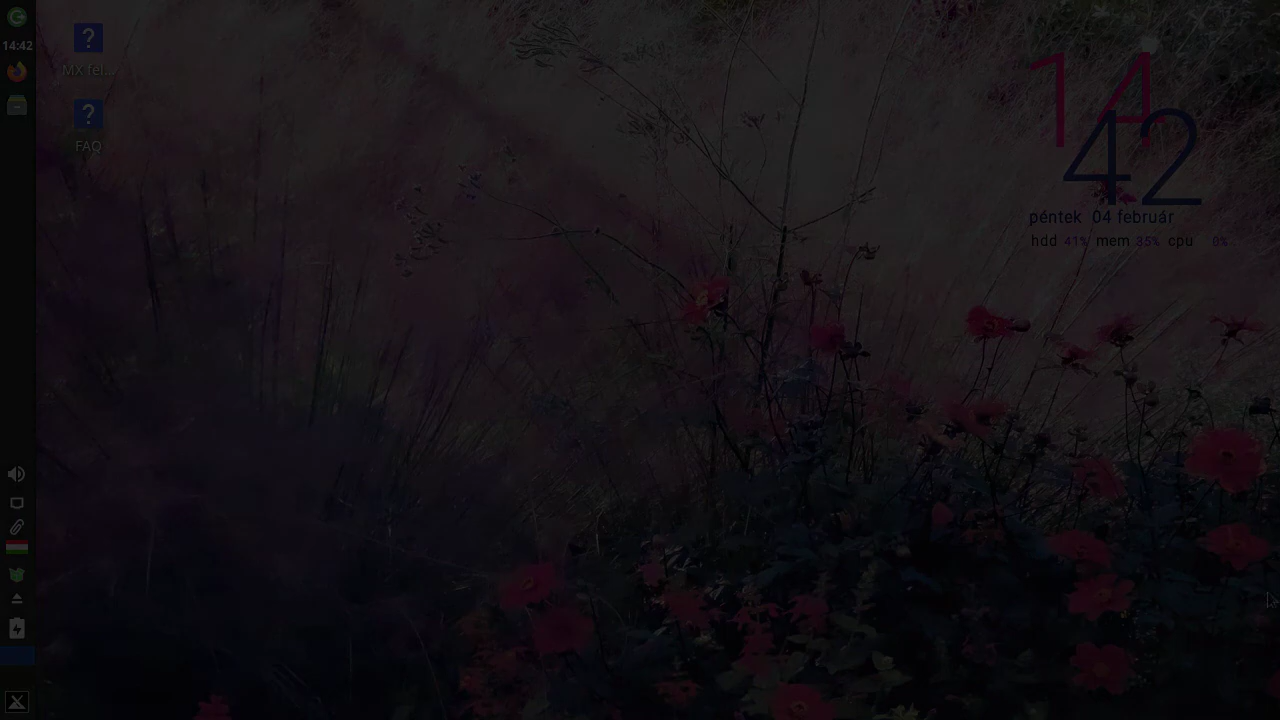 14:42
MX fel...
FAQ
14
42
péntek 04 február
hdd 41% mem 35% cpu 0%